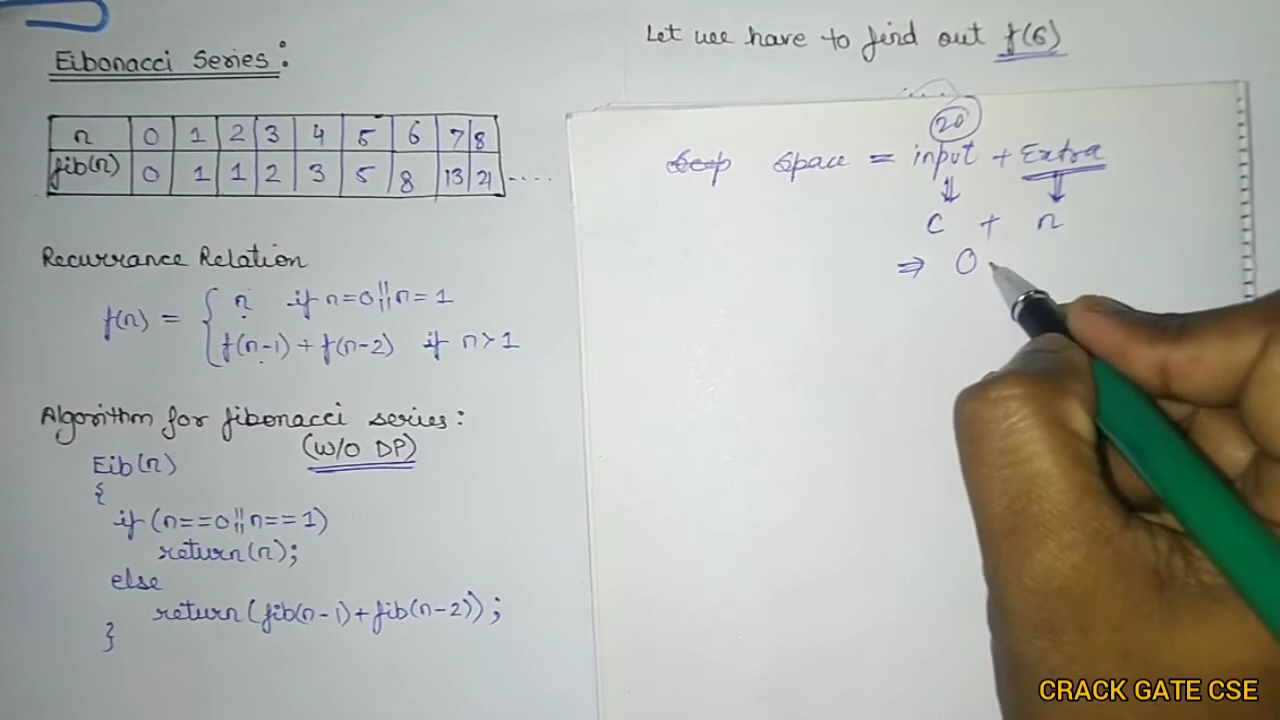 Fibonacci Series:
n 0 1 2 3 4 5 6 7 8
fib(n) 0 1 1 2 3 5 8 13 21 ....
Recurrance Relation
f(n) = { n if n=0||n=1
f(n-1) + f(n-2) if n>1
Algorithm for fibonacci series:
(W/O DP)
Fib(n)
{
if (n==0||n==1)
return(n);
else
return(fib(n-1)+fib(n-2));
}
Let we have to find out f(6)
20
Space = input + Extra
⇓ ⇓
C + n
⇒ O
CRACK GATE CSE